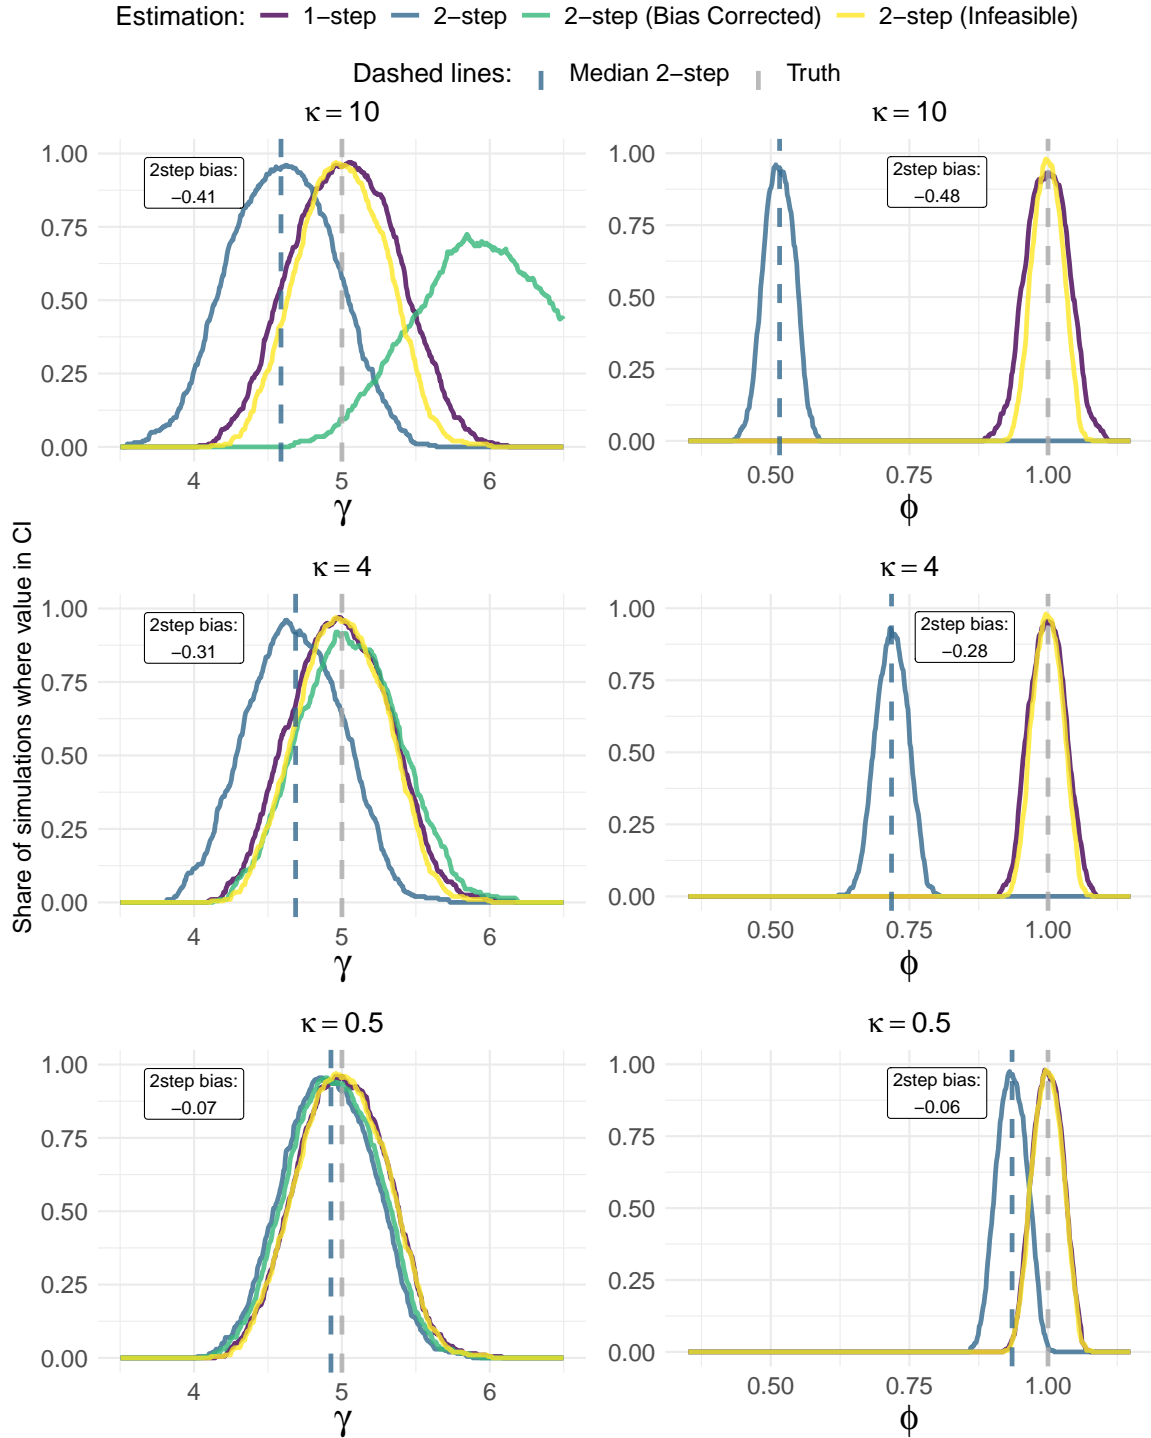 Estimation: 1−step 2−step 2−step (Bias Corrected) 2−step (Infeasible)
Dashed lines: Median 2−step Truth
κ = 10
κ = 10
1.00
0.75
0.50
0.25
0.00
2step bias:
−0.41
4 5 6
γ
1.00
0.75
0.50
0.25
0.00
2step bias:
−0.48
0.50 0.75 1.00
ϕ
Share of simulations where value in CI
κ = 4
κ = 4
1.00
0.75
0.50
0.25
0.00
2step bias:
−0.31
4 5 6
γ
1.00
0.75
0.50
0.25
0.00
2step bias:
−0.28
0.50 0.75 1.00
ϕ
κ = 0.5
κ = 0.5
1.00
0.75
0.50
0.25
0.00
2step bias:
−0.07
4 5 6
γ
1.00
0.75
0.50
0.25
0.00
2step bias:
−0.06
0.50 0.75 1.00
ϕ